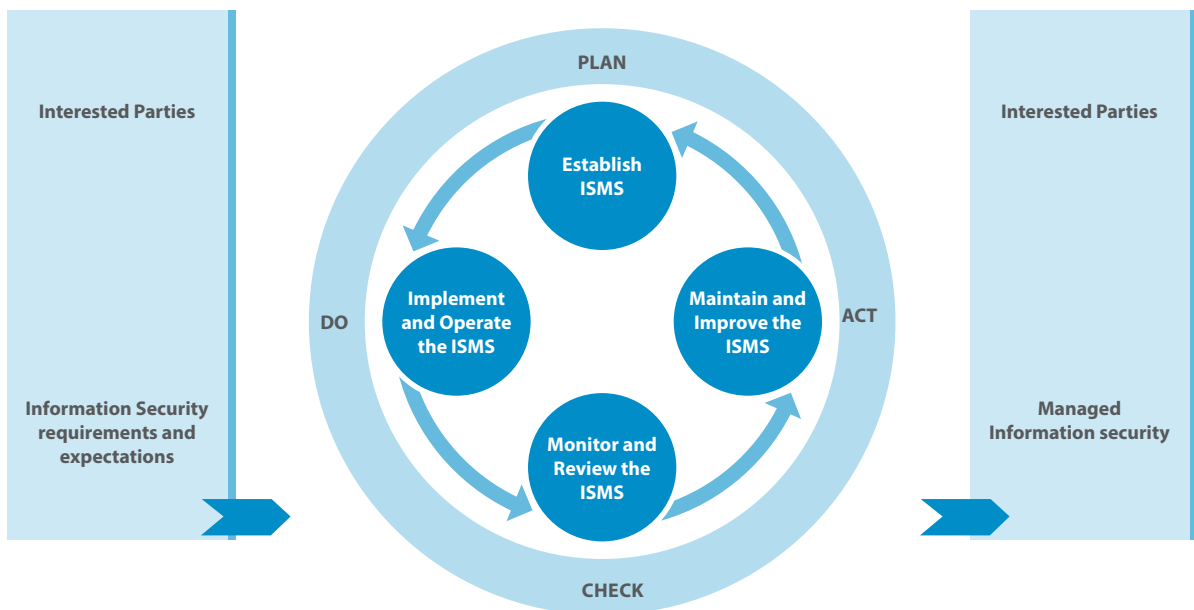 PLAN
Interested Parties
Information Security
requirements and
expectations
Establish
ISMS
DO
Implement
and Operate
the ISMS
Maintain and
Improve the
ISMS
ACT
Monitor and
Review the
ISMS
CHECK
Interested Parties
Managed
Information security